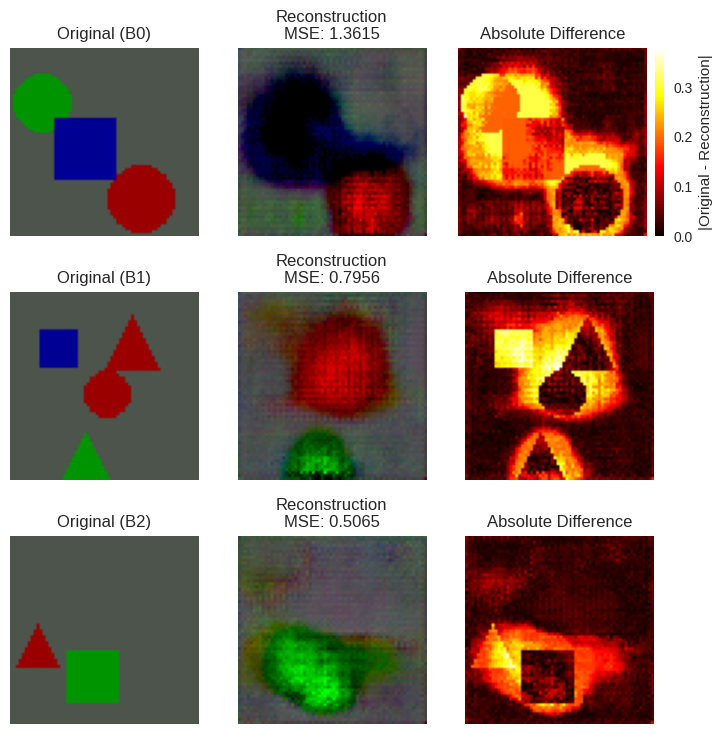 Original (B0)
Reconstruction
MSE: 1.3615
Absolute Difference
0.3
0.2
0.1
0.0
|Original - Reconstruction|
Original (B1)
Reconstruction
MSE: 0.7956
Absolute Difference
Original (B2)
Reconstruction
MSE: 0.5065
Absolute Difference